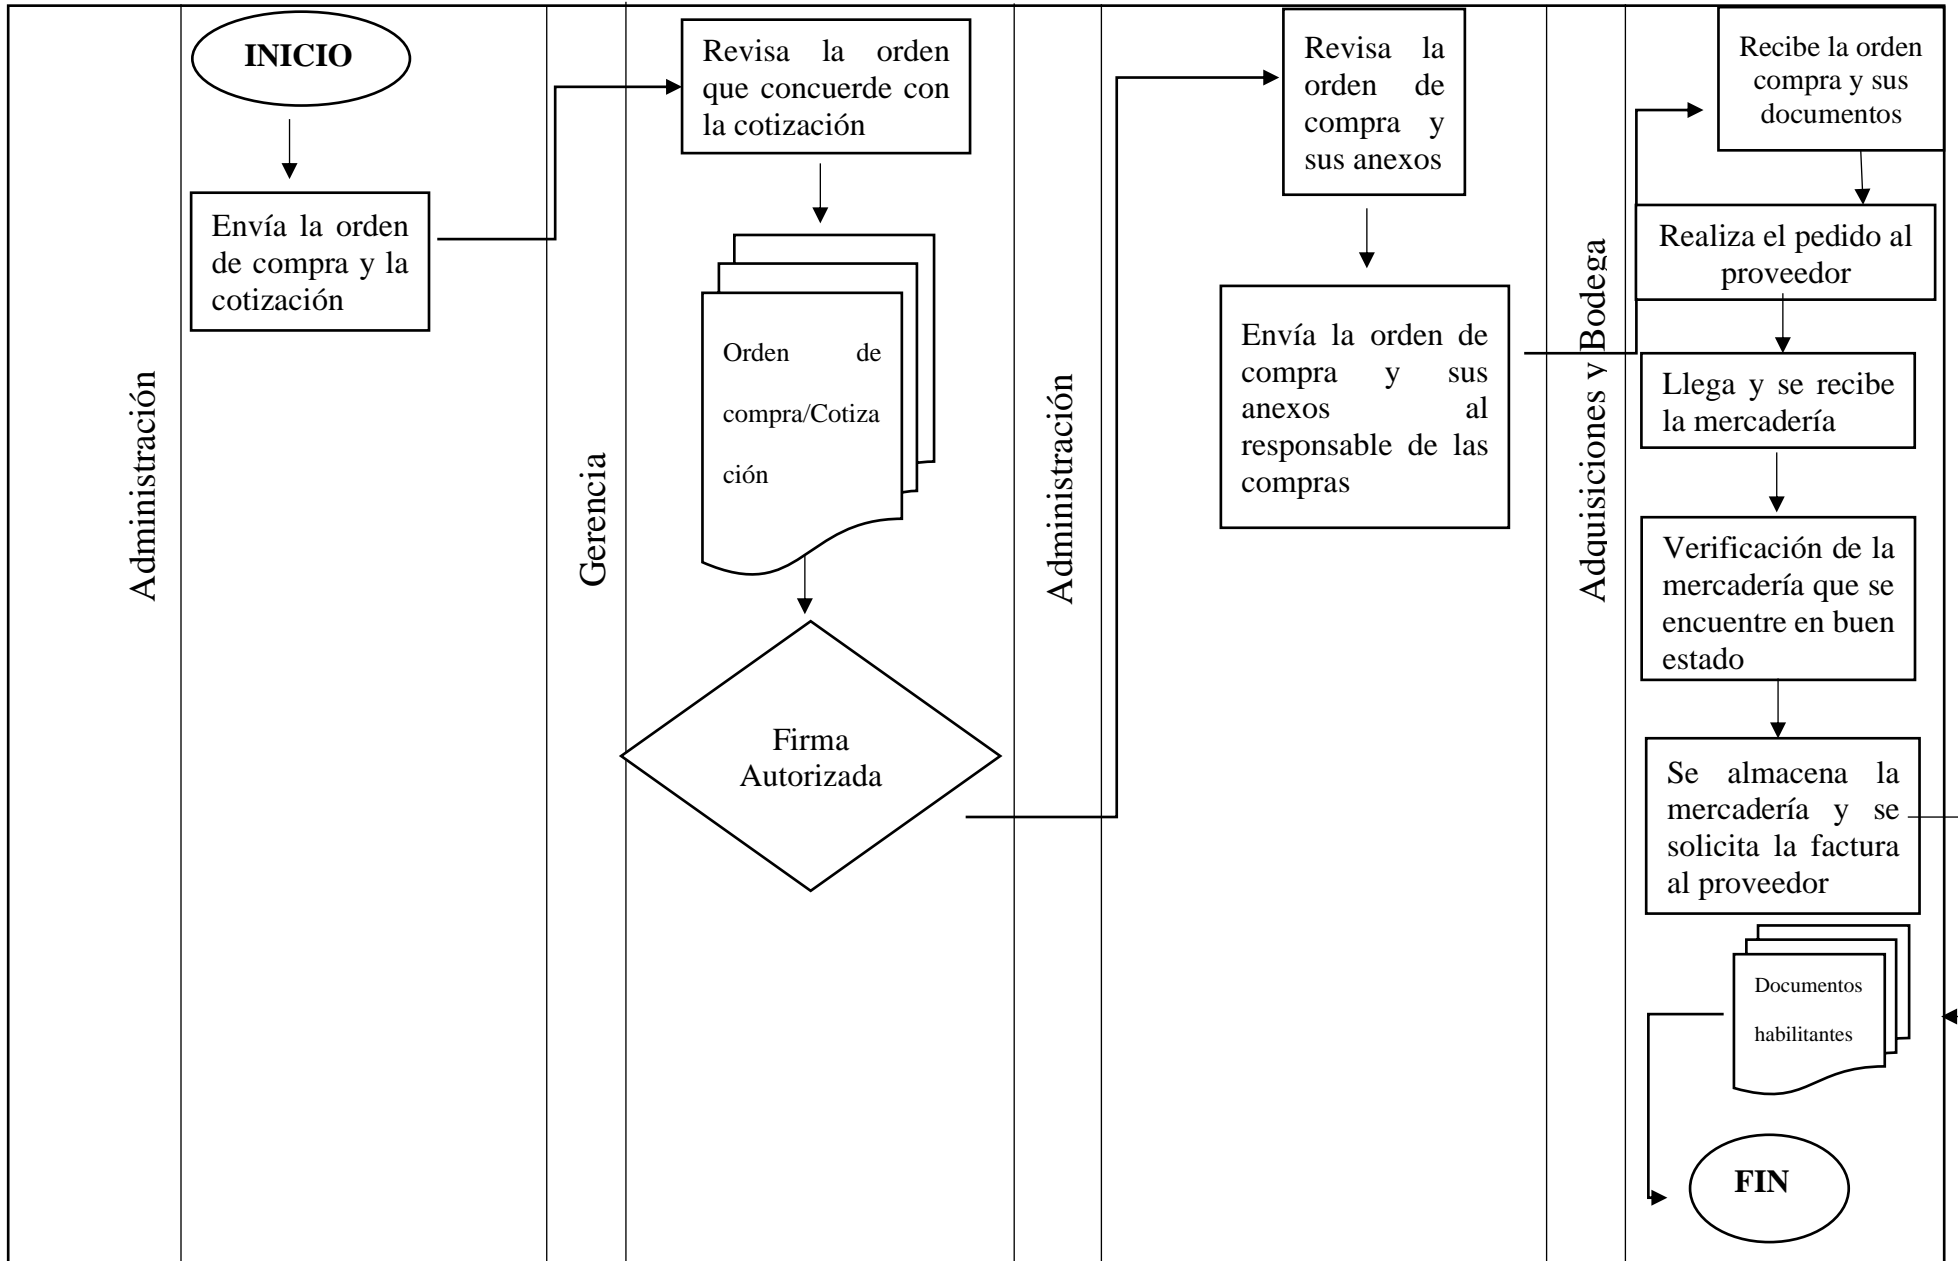 Administración
INICIO
Envía la orden
de compra y la
cotización
Gerencia
Revisa la orden
que concuerde con
la cotización
Orden de
compra/Cotiza
ción
Firma
Autorizada
Administración
Revisa la
orden de
compra y
sus anexos
Envía la orden de
compra y sus
anexos al
responsable de las
compras
Adquisiciones y Bodega
Recibe la orden
compra y sus
documentos
Realiza el pedido al
proveedor
Llega y se recibe
la mercadería
Verificación de la
mercadería que se
encuentre en buen
estado
Se almacena la
mercadería y se
solicita la factura
al proveedor
Documentos
habilitantes
FIN